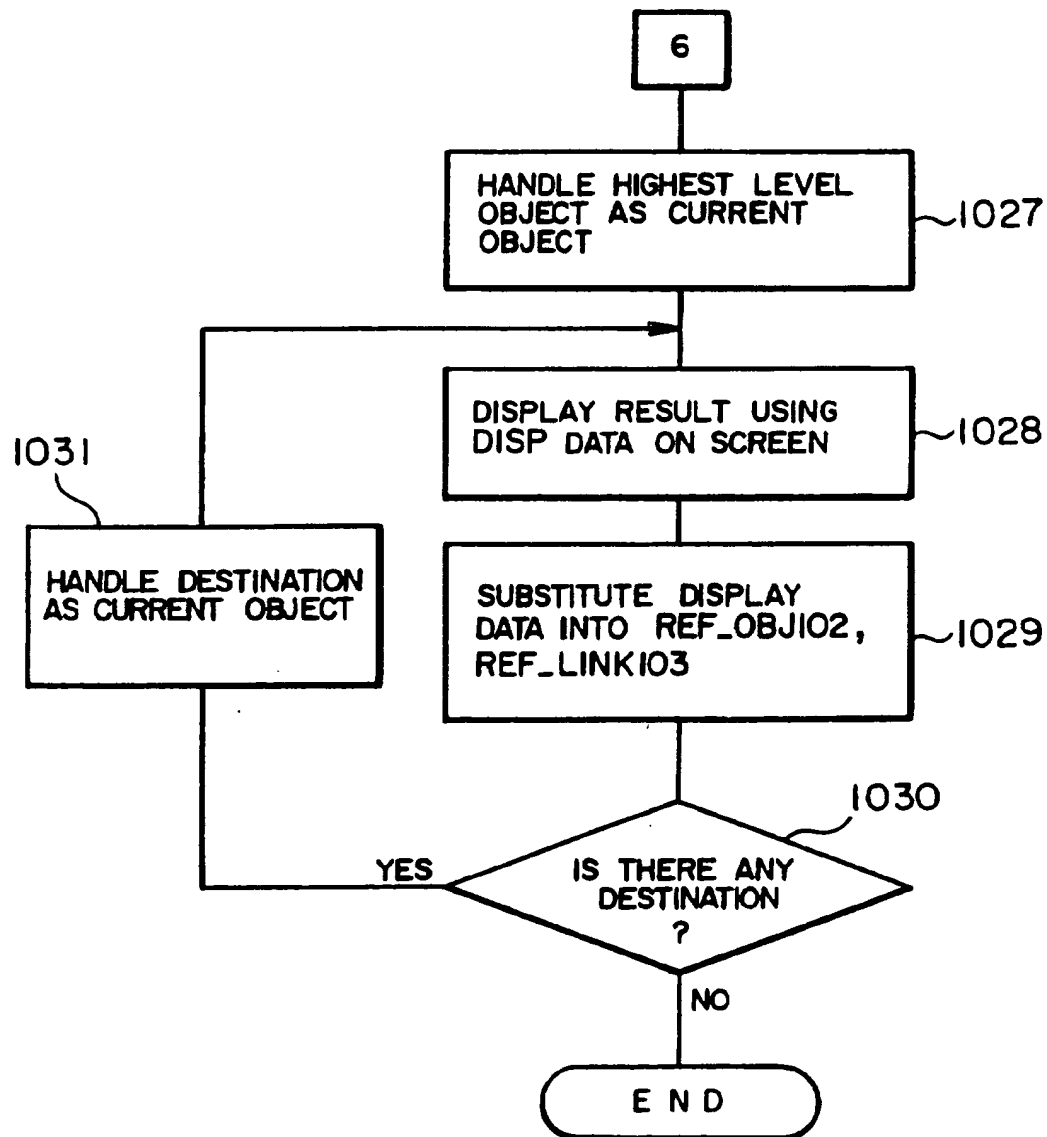 6
HANDLE HIGHEST LEVEL
OBJECT AS CURRENT
OBJECT
1027
DISPLAY RESULT USING
DISP DATA ON SCREEN
1028
1031
HANDLE DESTINATION
AS CURRENT OBJECT
SUBSTITUTE DISPLAY
DATA INTO REF_OBJ102,
REF_LINK103
1029
1030
YES
IS THERE ANY
DESTINATION
?
NO
END